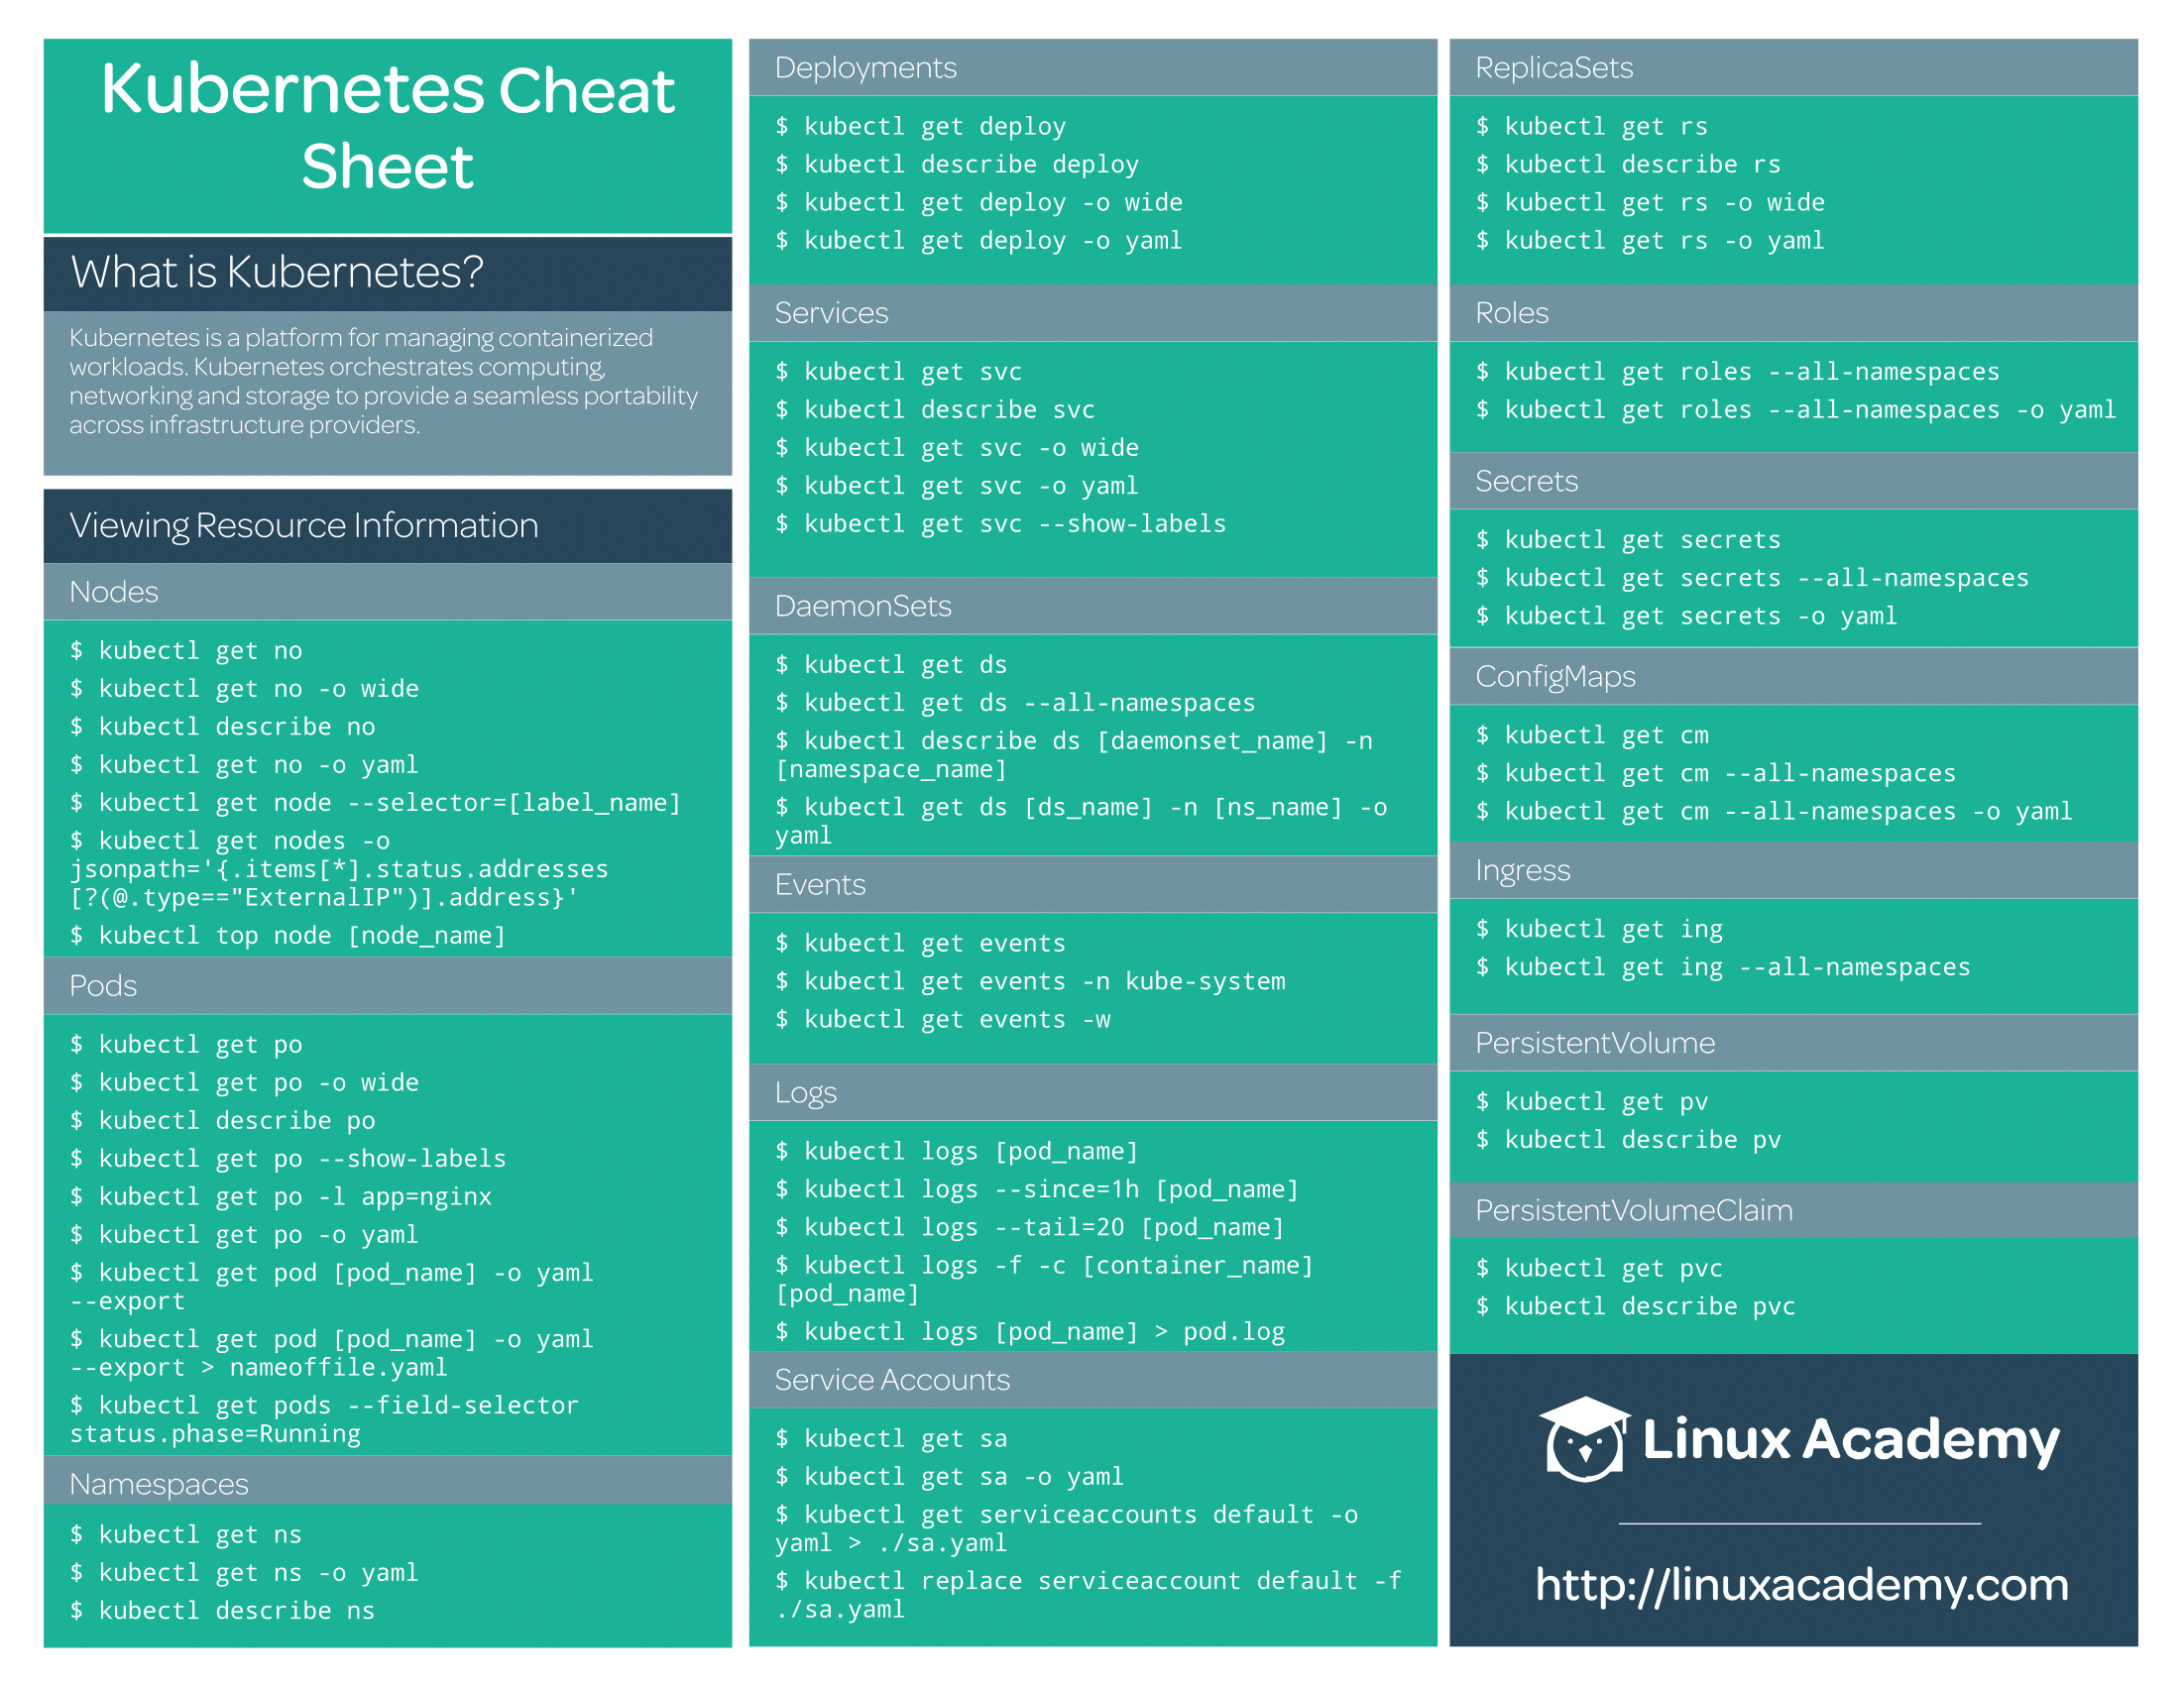 Kubernetes Cheat
Sheet
What is Kubernetes?
Kubernetes is a platform for managing containerized
workloads. Kubernetes orchestrates computing,
networking and storage to provide a seamless portability
across infrastructure providers.
Viewing Resource Information
Nodes
$ kubectl get no
$ kubectl get no -o wide
$ kubectl describe no
$ kubectl get no -o yaml
$ kubectl get node --selector=[label_name]
$ kubectl get nodes -o
jsonpath='{.items[*].status.addresses
[?(@.type=="ExternalIP")].address}'
$ kubectl top node [node_name]
Pods
$ kubectl get po
$ kubectl get po -o wide
$ kubectl describe po
$ kubectl get po --show-labels
$ kubectl get po -l app=nginx
$ kubectl get po -o yaml
$ kubectl get pod [pod_name] -o yaml
--export
$ kubectl get pod [pod_name] -o yaml
--export > nameoffile.yaml
$ kubectl get pods --field-selector
status.phase=Running
Namespaces
$ kubectl get ns
$ kubectl get ns -o yaml
$ kubectl describe ns
Deployments
$ kubectl get deploy
$ kubectl describe deploy
$ kubectl get deploy -o wide
$ kubectl get deploy -o yaml
Services
$ kubectl get svc
$ kubectl describe svc
$ kubectl get svc -o wide
$ kubectl get svc -o yaml
$ kubectl get svc --show-labels
DaemonSets
$ kubectl get ds
$ kubectl get ds --all-namespaces
$ kubectl describe ds [daemonset_name] -n
[namespace_name]
$ kubectl get ds [ds_name] -n [ns_name] -o
yaml
Events
$ kubectl get events
$ kubectl get events -n kube-system
$ kubectl get events -w
Logs
$ kubectl logs [pod_name]
$ kubectl logs --since=1h [pod_name]
$ kubectl logs --tail=20 [pod_name]
$ kubectl logs -f -c [container_name]
[pod_name]
$ kubectl logs [pod_name] > pod.log
Service Accounts
$ kubectl get sa
$ kubectl get sa -o yaml
$ kubectl get serviceaccounts default -o
yaml > ./sa.yaml
$ kubectl replace serviceaccount default -f
./sa.yaml
ReplicaSets
$ kubectl get rs
$ kubectl describe rs
$ kubectl get rs -o wide
$ kubectl get rs -o yaml
Roles
$ kubectl get roles --all-namespaces
$ kubectl get roles --all-namespaces -o yaml
Secrets
$ kubectl get secrets
$ kubectl get secrets --all-namespaces
$ kubectl get secrets -o yaml
ConfigMaps
$ kubectl get cm
$ kubectl get cm --all-namespaces
$ kubectl get cm --all-namespaces -o yaml
Ingress
$ kubectl get ing
$ kubectl get ing --all-namespaces
PersistentVolume
$ kubectl get pv
$ kubectl describe pv
PersistentVolumeClaim
$ kubectl get pvc
$ kubectl describe pvc
Linux Academy
http://linuxacademy.com